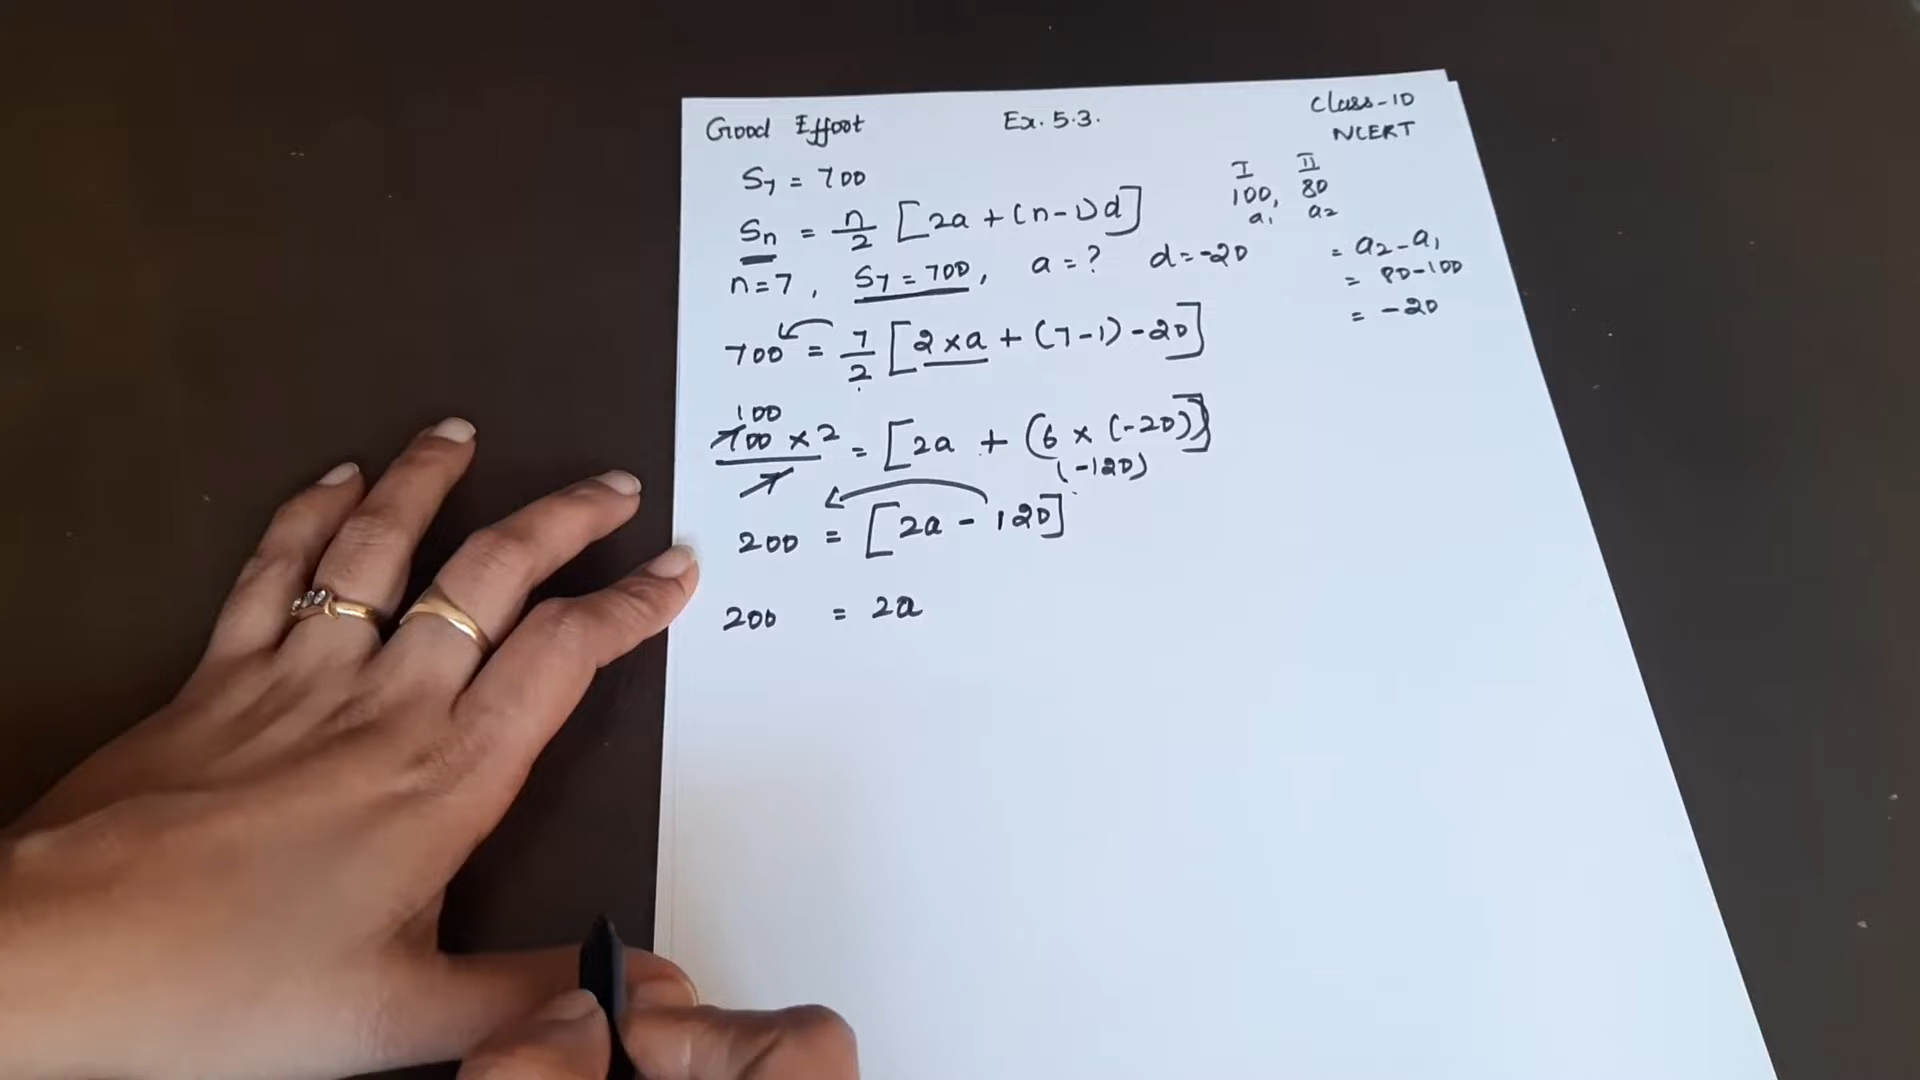 Good Effort
Ex. 5.3.
Class-10
NCERT
S₇ = 700
Sₙ = n/2 [2a + (n-1)d]
n=7, S₇ = 700, a = ? d = -20
700 = 7/2 [2×a + (7-1) -20]
100
700 × 2 / 7 = [2a + (6 × (-20))]
(-120)
200 = [2a - 120]
200 = 2a
I II
100, 80
a₁ a₂
= a₂-a₁
= 80-100
= -20